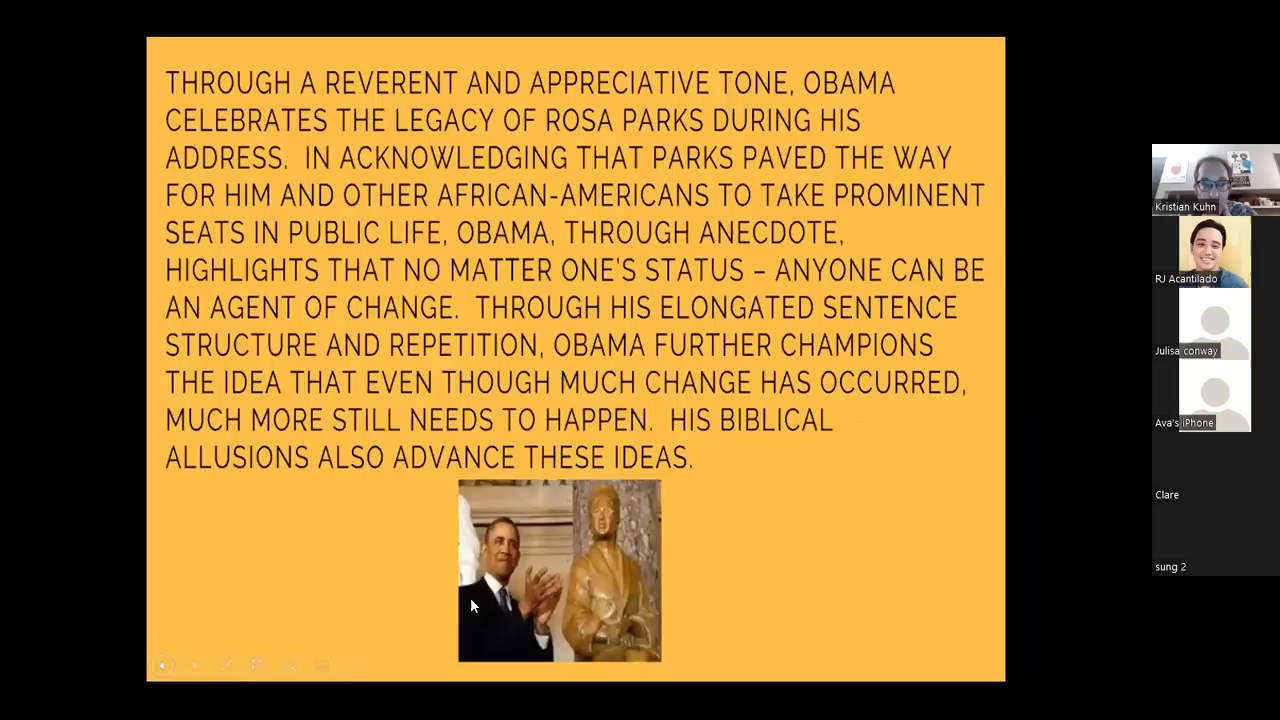 THROUGH A REVERENT AND APPRECIATIVE TONE, OBAMA
CELEBRATES THE LEGACY OF ROSA PARKS DURING HIS
ADDRESS.  IN ACKNOWLEDGING THAT PARKS PAVED THE WAY
FOR HIM AND OTHER AFRICAN-AMERICANS TO TAKE PROMINENT
SEATS IN PUBLIC LIFE, OBAMA, THROUGH ANECDOTE,
HIGHLIGHTS THAT NO MATTER ONE'S STATUS – ANYONE CAN BE
AN AGENT OF CHANGE.  THROUGH HIS ELONGATED SENTENCE
STRUCTURE AND REPETITION, OBAMA FURTHER CHAMPIONS
THE IDEA THAT EVEN THOUGH MUCH CHANGE HAS OCCURRED,
MUCH MORE STILL NEEDS TO HAPPEN.  HIS BIBLICAL
ALLUSIONS ALSO ADVANCE THESE IDEAS.
Kristian Kuhn
RJ Acantilado
Julisa conway
Ava's iPhone
Clare
sung 2